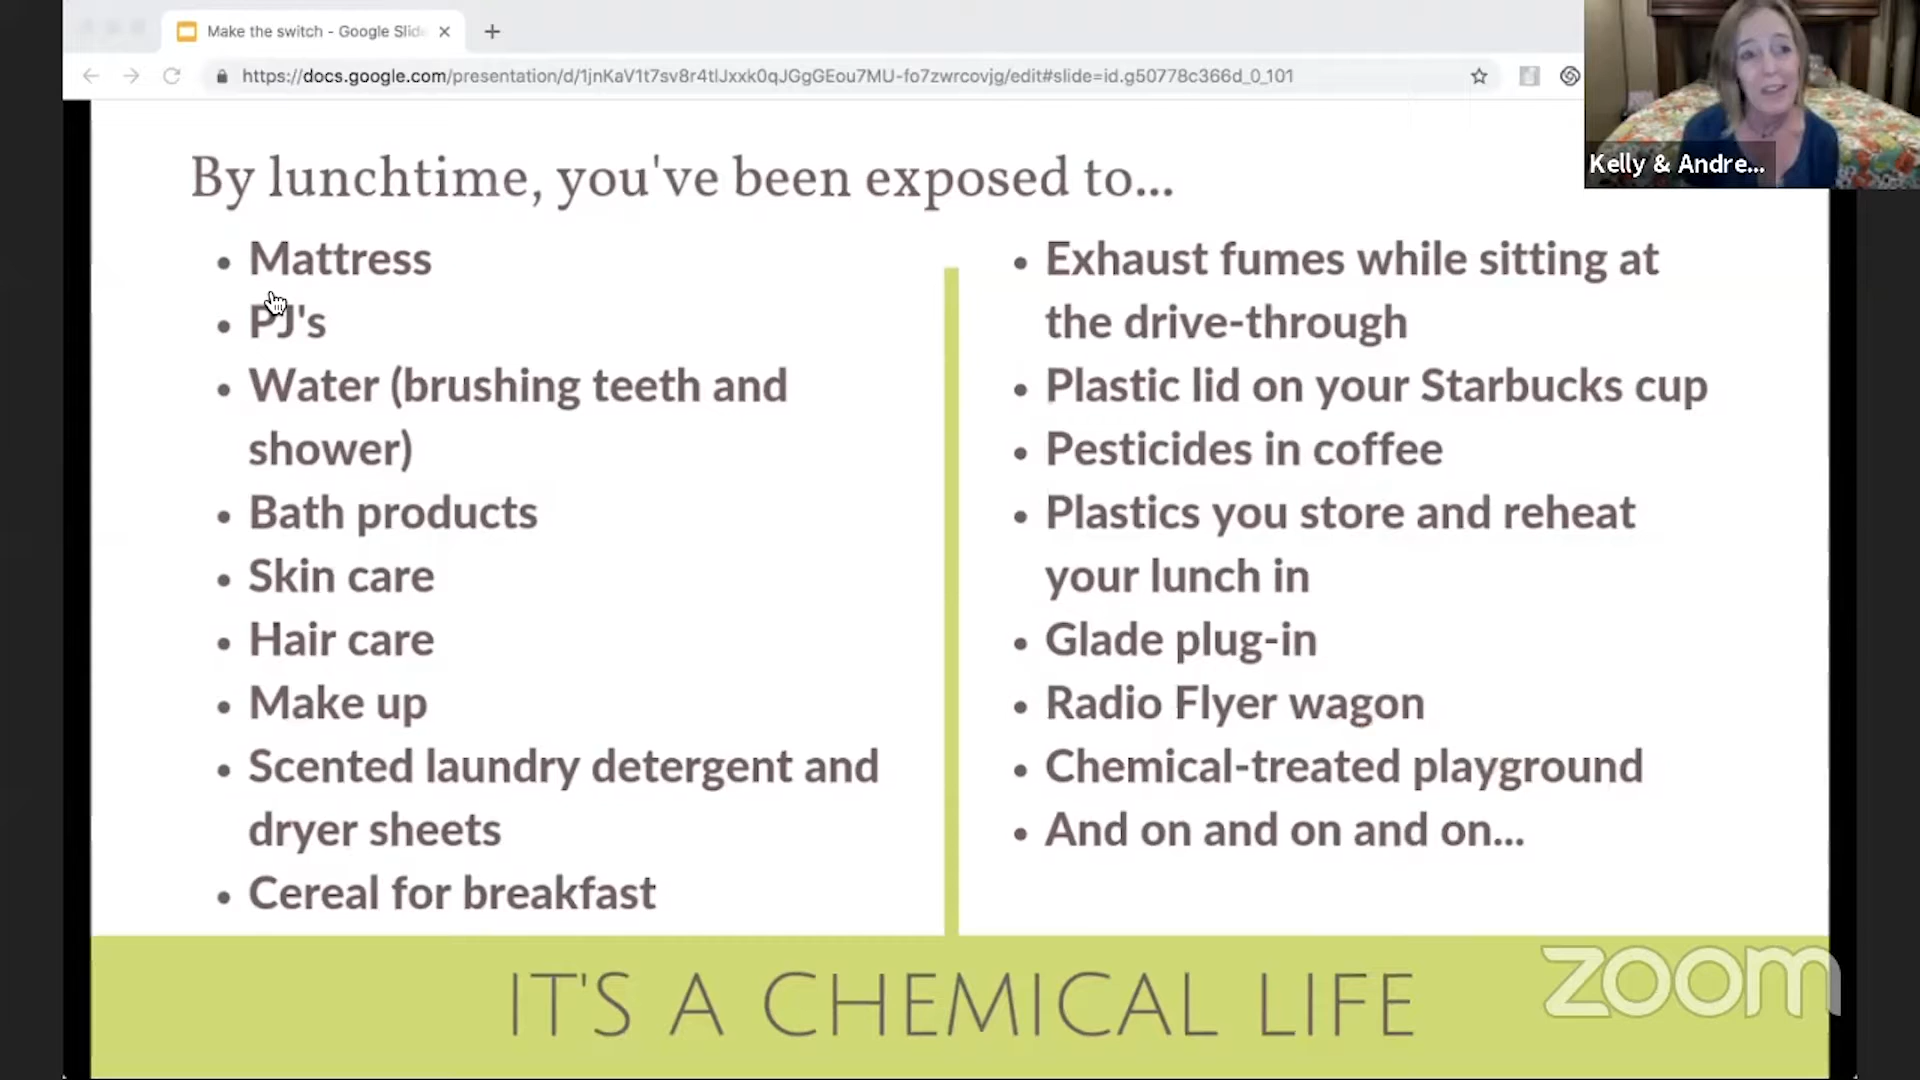 Make the switch - Google Slid
https://docs.google.com/presentation/d/1jnKaV1t7sv8r4tlJxxk0qJGgGEou7MU-fo7zwrcovjg/edit#slide=id.g50778c366d_0_101
Kelly & Andre...
By lunchtime, you've been exposed to...
• Mattress
• PJ's
• Water (brushing teeth and
shower)
• Bath products
• Skin care
• Hair care
• Make up
• Scented laundry detergent and
dryer sheets
• Cereal for breakfast
• Exhaust fumes while sitting at
the drive-through
• Plastic lid on your Starbucks cup
• Pesticides in coffee
• Plastics you store and reheat
your lunch in
• Glade plug-in
• Radio Flyer wagon
• Chemical-treated playground
• And on and on and on...
IT'S A CHEMICAL LIFE
zoom